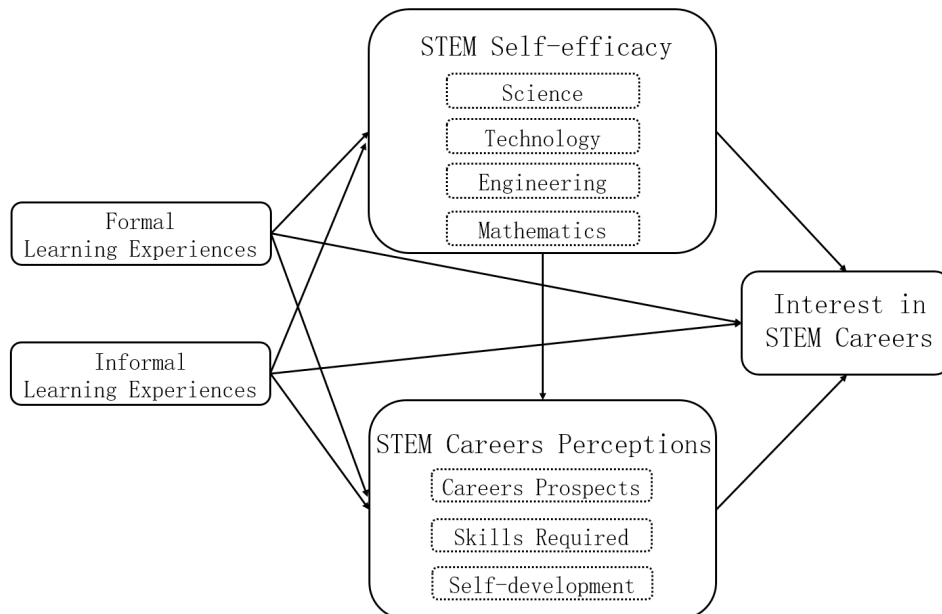 STEM Self-efficacy
Science
Technology
Engineering
Mathematics
Formal
Learning Experiences
Informal
Learning Experiences
Interest in
STEM Careers
STEM Careers Perceptions
Careers Prospects
Skills Required
Self-development